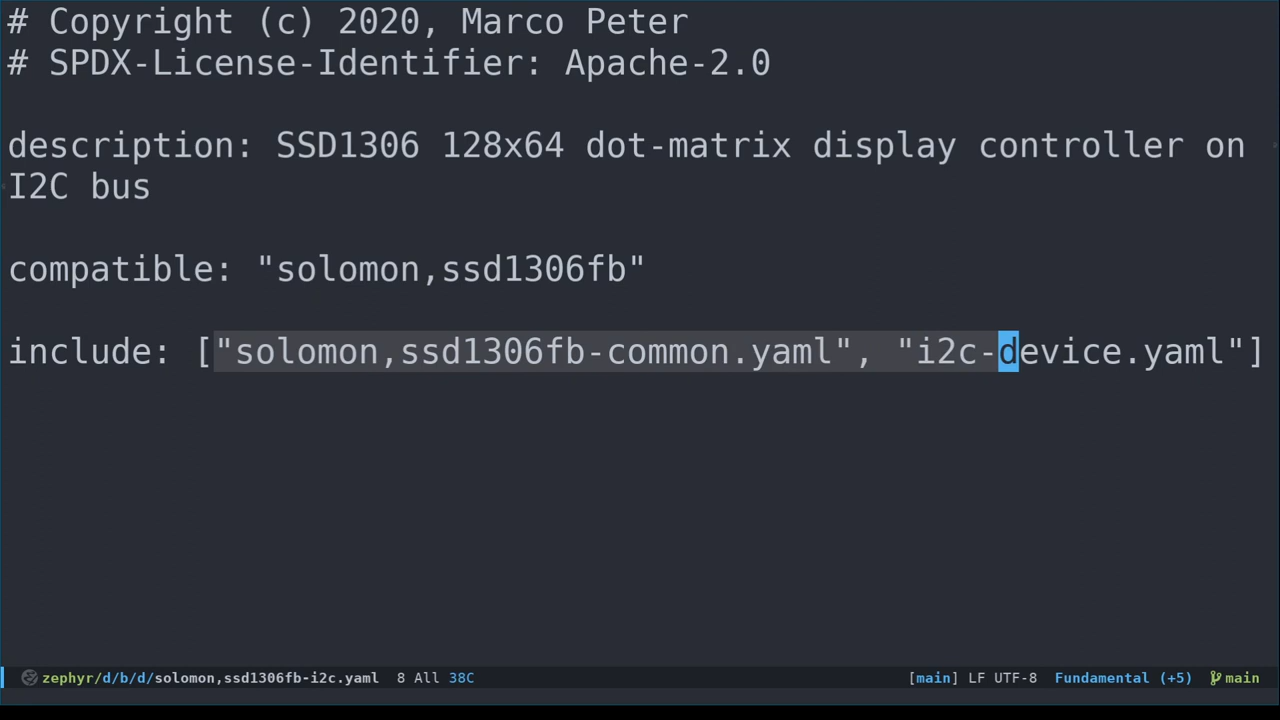 # Copyright (c) 2020, Marco Peter
# SPDX-License-Identifier: Apache-2.0
description: SSD1306 128x64 dot-matrix display controller on
I2C bus
compatible: "solomon,ssd1306fb"
include: ["solomon,ssd1306fb-common.yaml", "i2c-device.yaml"]
zephyr/d/b/d/solomon,ssd1306fb-i2c.yaml 8 All 38C [main] LF UTF-8 Fundamental (+5) main